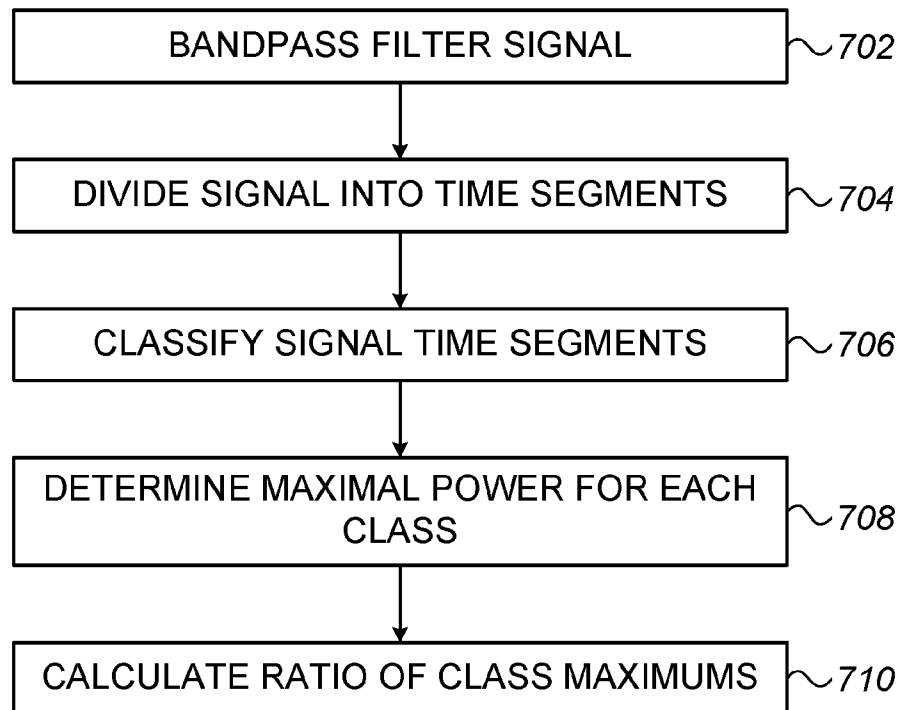 BANDPASS FILTER SIGNAL 702
DIVIDE SIGNAL INTO TIME SEGMENTS 704
CLASSIFY SIGNAL TIME SEGMENTS 706
DETERMINE MAXIMAL POWER FOR EACH
CLASS 708
CALCULATE RATIO OF CLASS MAXIMUMS 710